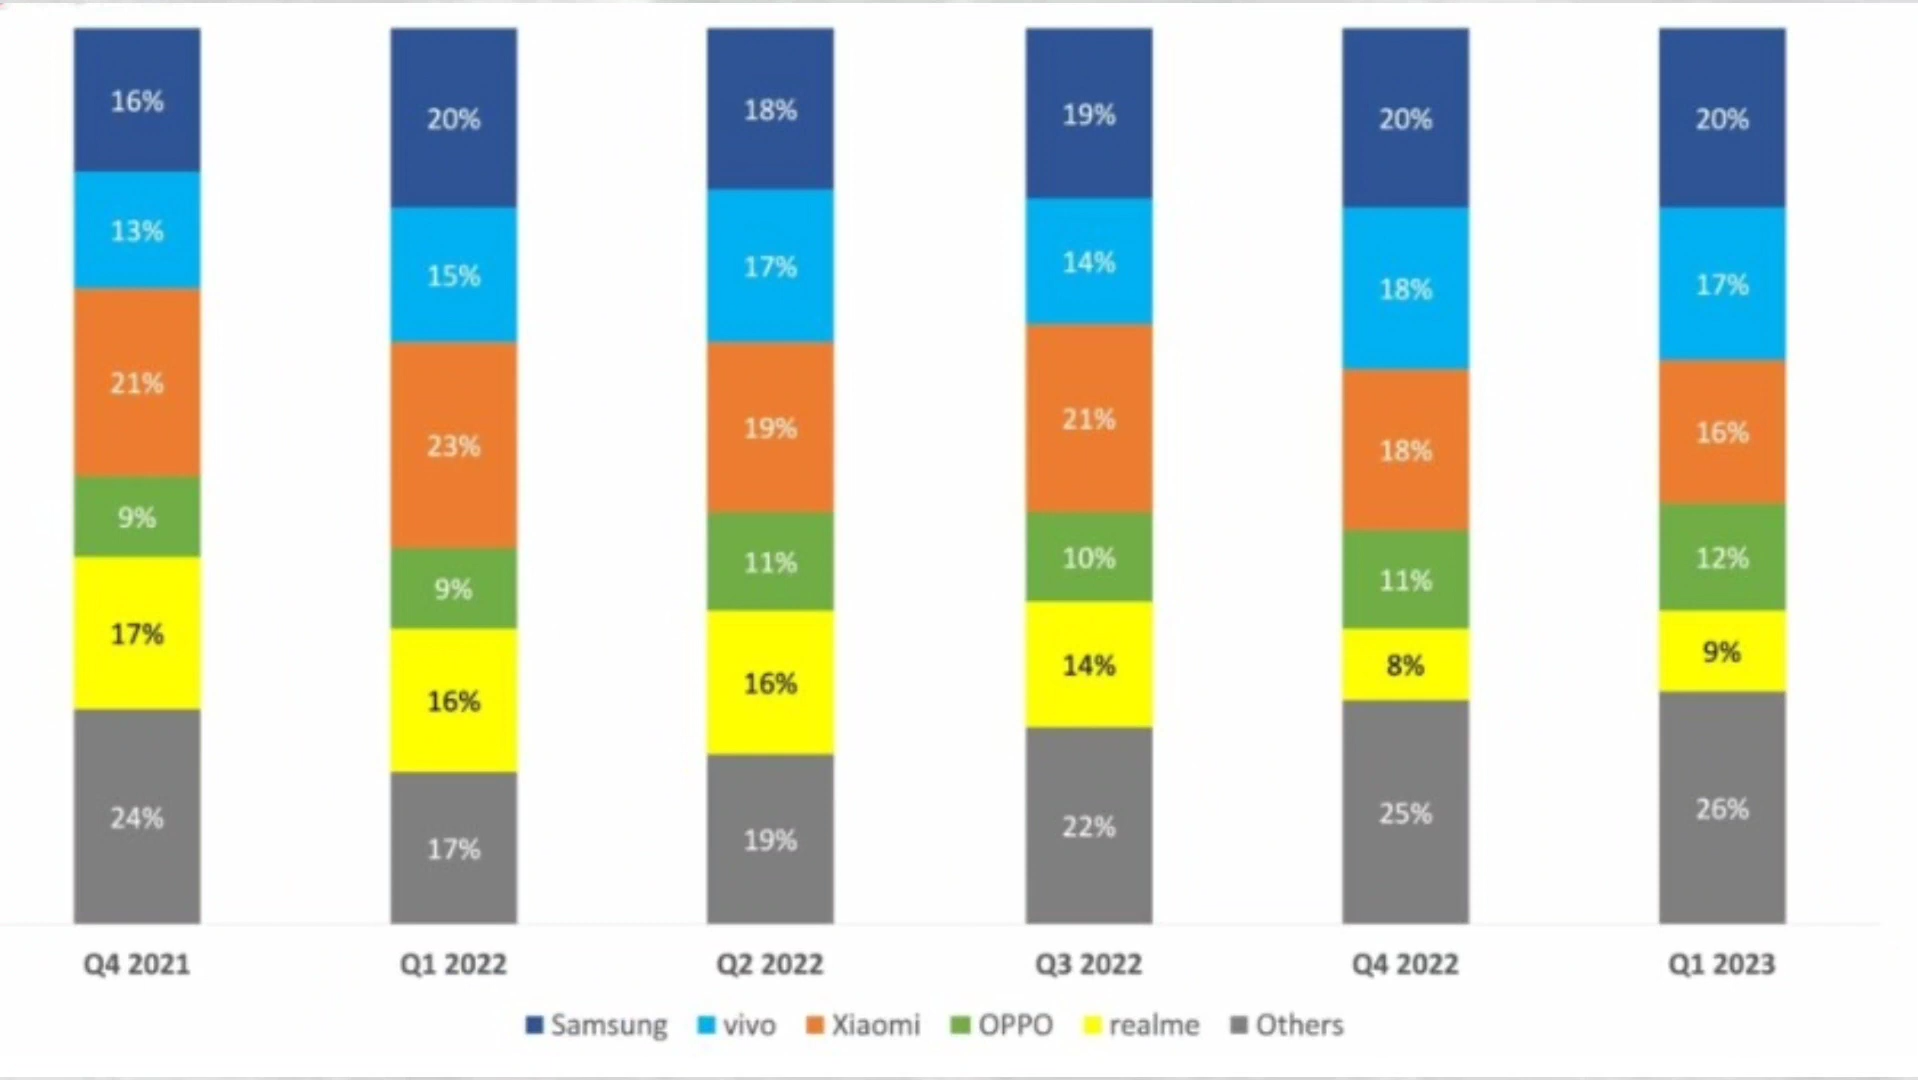 16% 20% 18% 19% 20% 20%
13% 15% 17% 14% 18% 17%
21% 23% 19% 21% 18% 16%
9% 9% 11% 10% 11% 12%
17% 16% 16% 14% 8% 9%
24% 17% 19% 22% 25% 26%
Q4 2021 Q1 2022 Q2 2022 Q3 2022 Q4 2022 Q1 2023
Samsung vivo Xiaomi OPPO realme Others